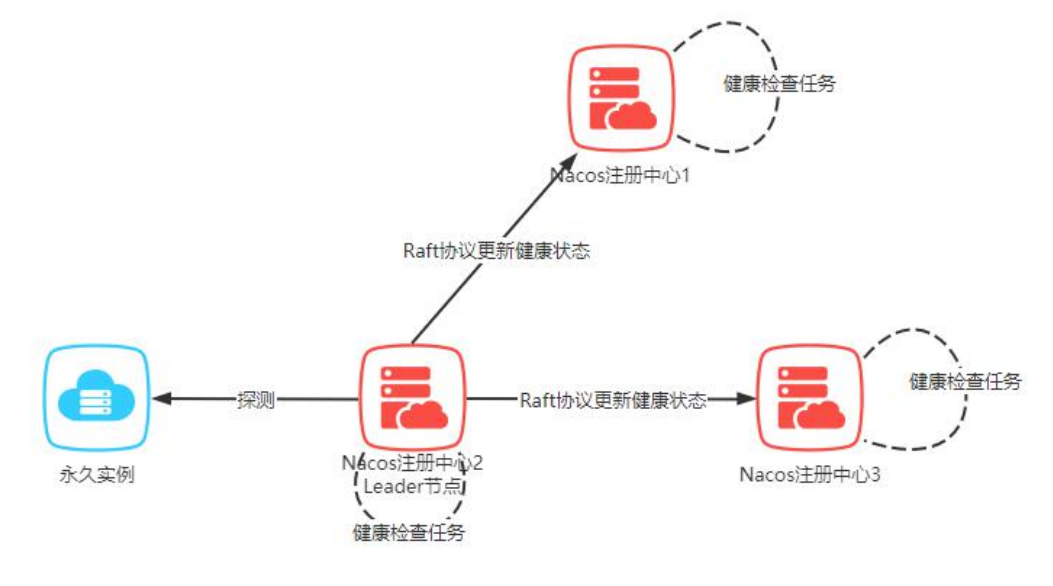 健康检查任务
Nacos注册中心1
Raft协议更新健康状态
健康检查任务
探测
Raft协议更新健康状态
永久实例
Nacos注册中心2
Leader节点
Nacos注册中心3
健康检查任务